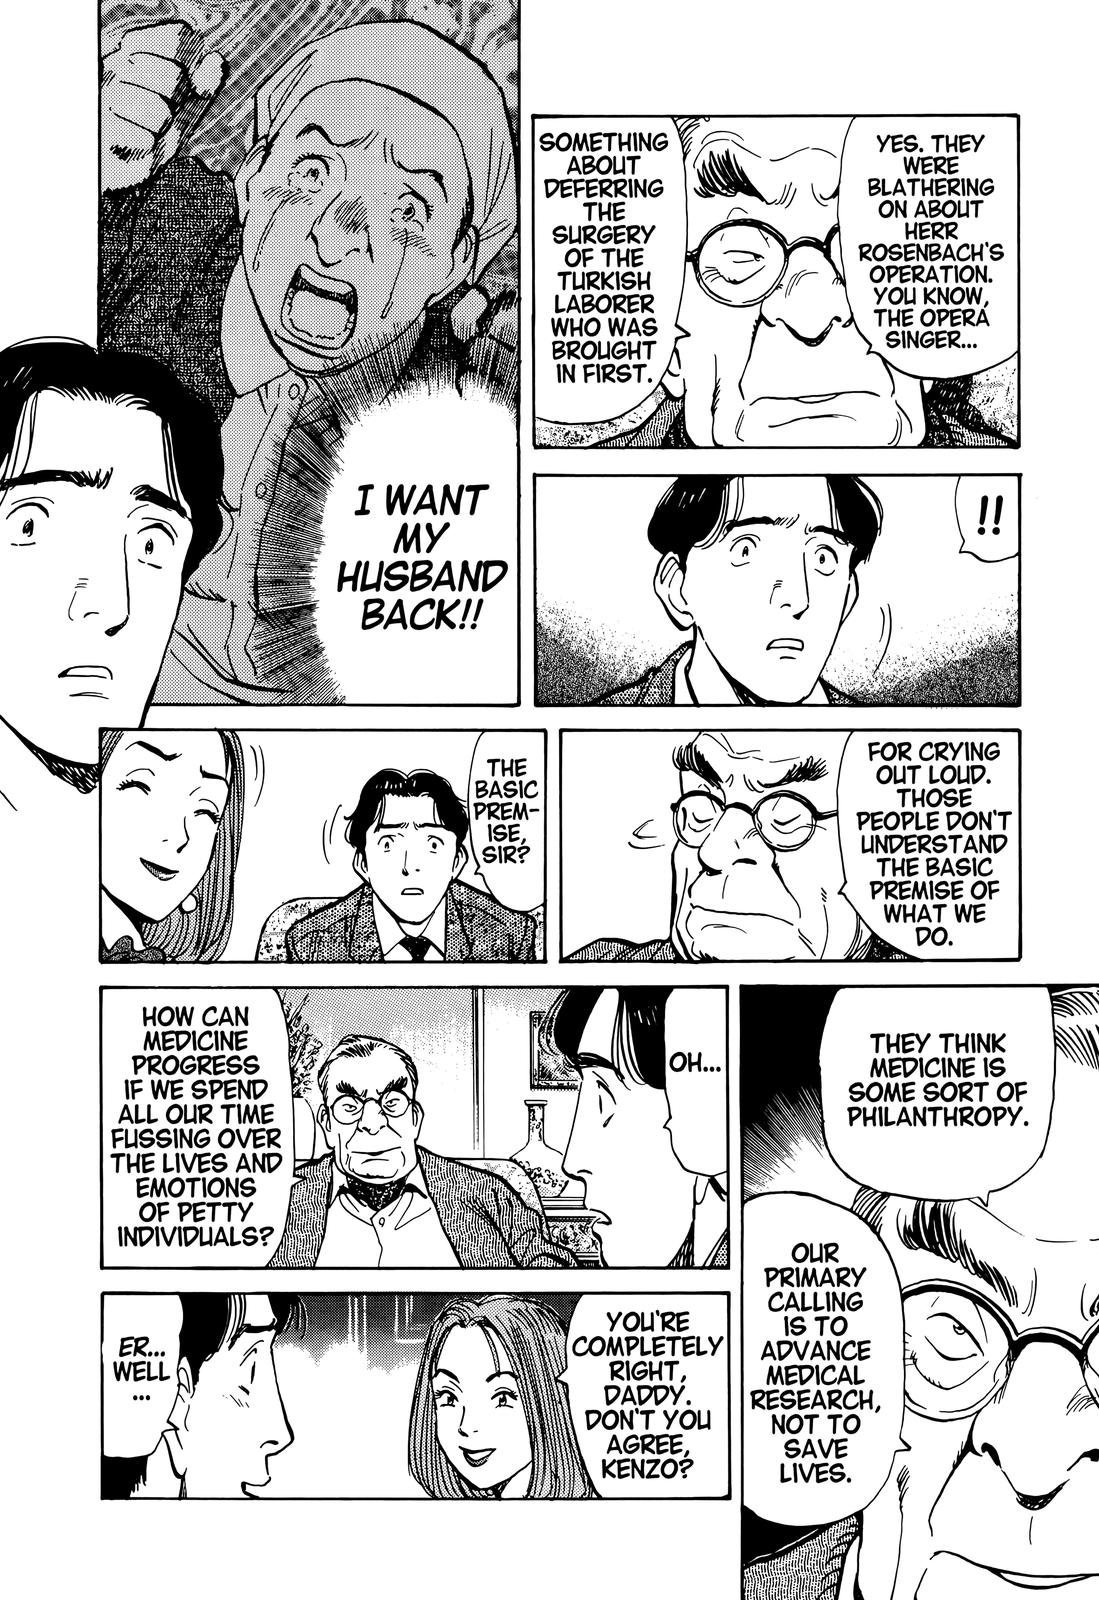 YES. THEY
WERE
BLATHERING
ON ABOUT
HERR
ROSENBACH'S
OPERATION.
YOU KNOW,
THE OPERA
SINGER...
SOMETHING
ABOUT
DEFERRING
THE
SURGERY
OF THE
TURKISH
LABORER
WHO WAS
BROUGHT
IN FIRST.
!!
I WANT
MY
HUSBAND
BACK!!
FOR CRYING
OUT LOUD.
THOSE
PEOPLE DON'T
UNDERSTAND
THE BASIC
PREMISE OF
WHAT WE
DO.
THE
BASIC
PREM-
ISE,
SIR?
THEY THINK
MEDICINE IS
SOME SORT OF
PHILANTHROPY.
OUR
PRIMARY
CALLING
IS TO
ADVANCE
MEDICAL
RESEARCH,
NOT TO
SAVE
LIVES.
OH...
HOW CAN
MEDICINE
PROGRESS
IF WE SPEND
ALL OUR TIME
FUSSING OVER
THE LIVES AND
EMOTIONS
OF PETTY
INDIVIDUALS?
YOU'RE
COMPLETELY
RIGHT,
DADDY.
DON'T YOU
AGREE,
KENZO?
ER...
WELL
...